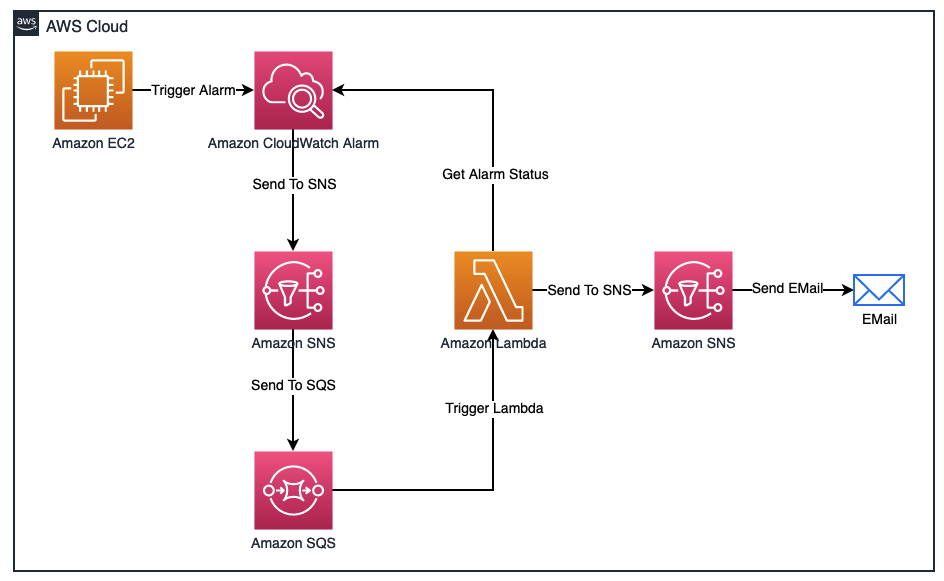 aws
AWS Cloud
Trigger Alarm
Amazon EC2
Amazon CloudWatch Alarm
Get Alarm Status
Send To SNS
Send To SNS
Send EMail
EMail
Amazon SNS
Amazon Lambda
Amazon SNS
Send To SQS
Trigger Lambda
Amazon SQS